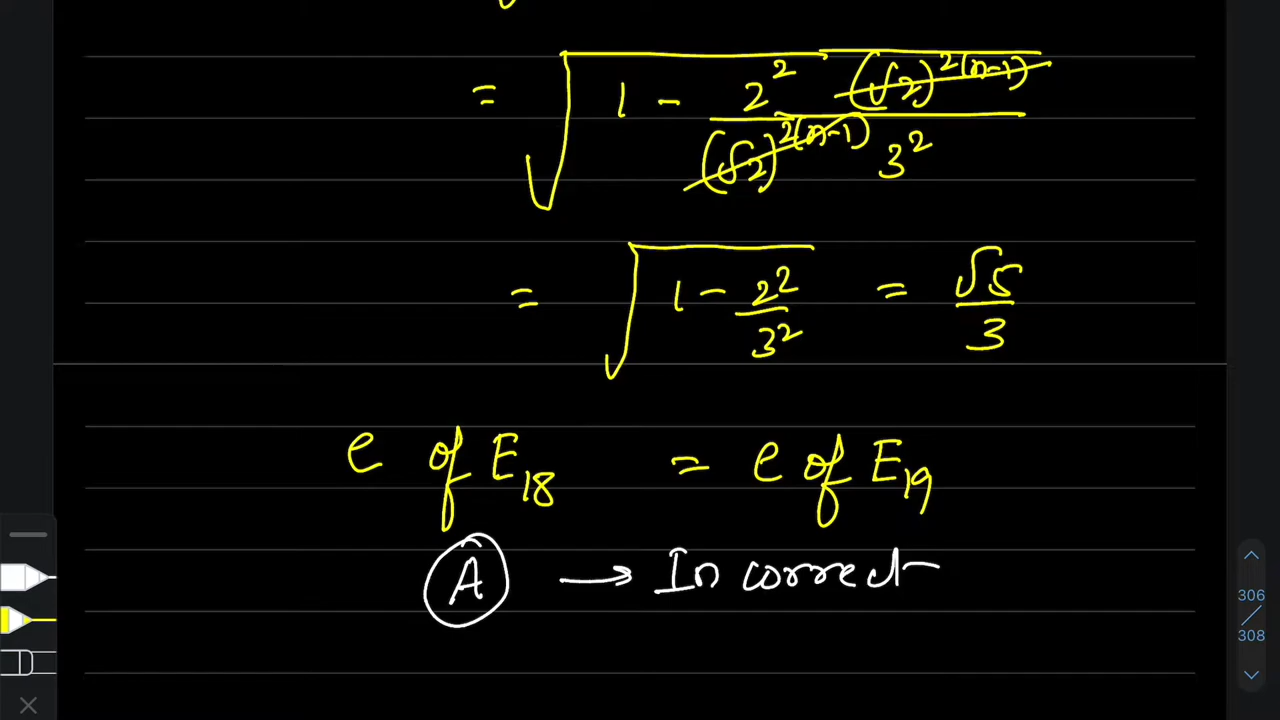 = √(1 - (2² (√2)^(2(n-1))) / ((√2)^(2(n-1)) 3²))
= √(1 - 2²/3²) = √5/3
e of E₁₈ = e of E₁₉
A → Incorrect
306
308